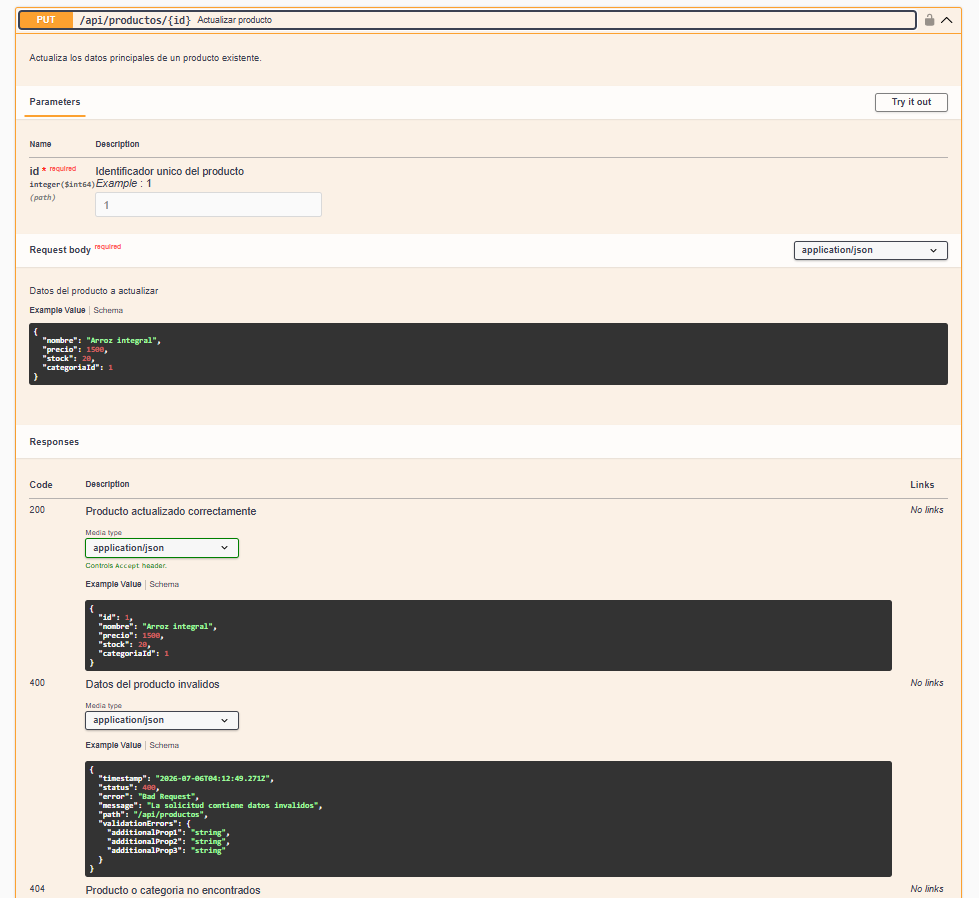 PUT /api/productos/{id} Actualizar producto
Actualiza los datos principales de un producto existente.
Parameters Try it out
Name Description
id * required Identificador unico del producto
integer($int64) Example : 1
(path)
1
Request body required application/json
Datos del producto a actualizar
Example Value | Schema
{
"nombre": "Arroz integral",
"precio": 1500,
"stock": 20,
"categoriaId": 1
}
Responses
Code Description Links
200 Producto actualizado correctamente No links
Media type
application/json
Controls Accept header.
Example Value | Schema
{
"id": 1,
"nombre": "Arroz integral",
"precio": 1500,
"stock": 20,
"categoriaId": 1
}
400 Datos del producto invalidos No links
Media type
application/json
Example Value | Schema
{
"timestamp": "2026-07-06T04:12:49.271Z",
"status": 400,
"error": "Bad Request",
"message": "La solicitud contiene datos invalidos",
"path": "/api/productos",
"validationErrors": {
"additionalProp1": "string",
"additionalProp2": "string",
"additionalProp3": "string"
}
}
404 Producto o categoria no encontrados No links